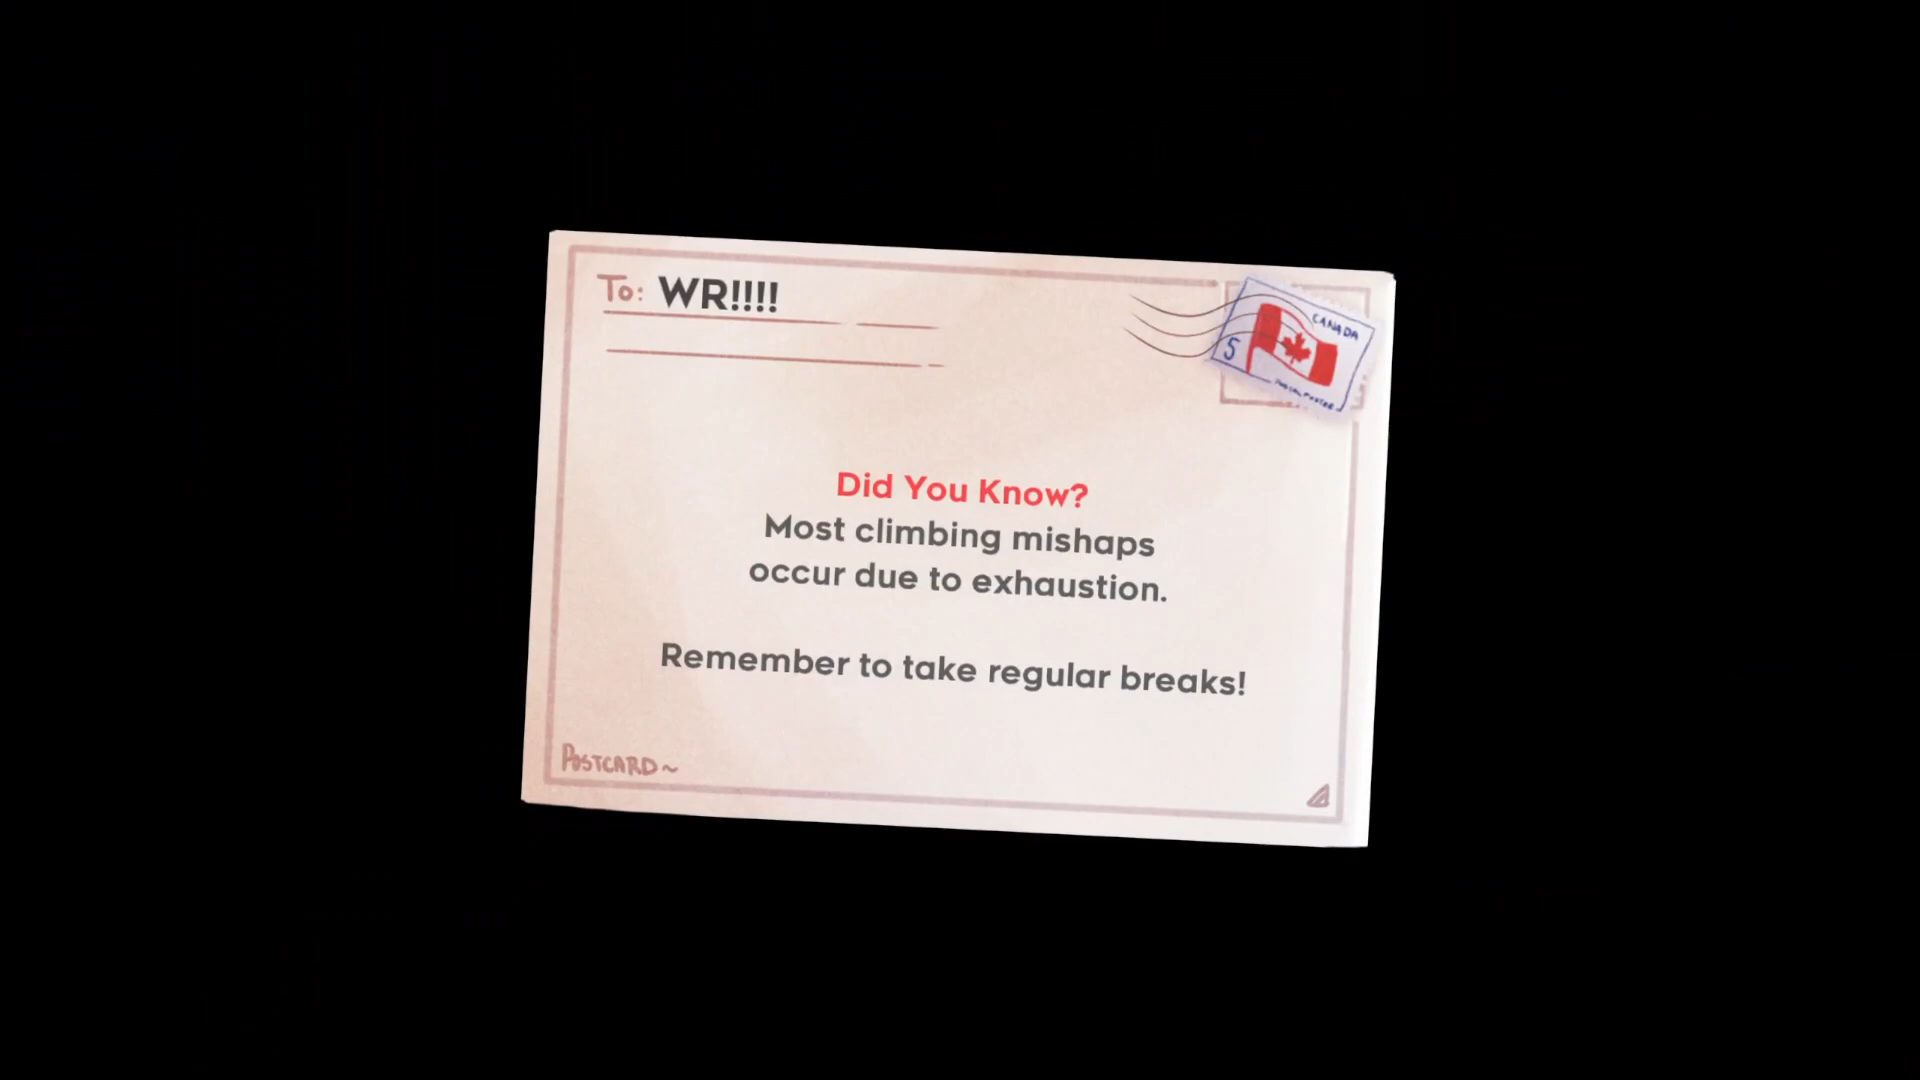 To: WR!!!!
CANADA
5
Did You Know?
Most climbing mishaps
occur due to exhaustion.
Remember to take regular breaks!
POSTCARD~